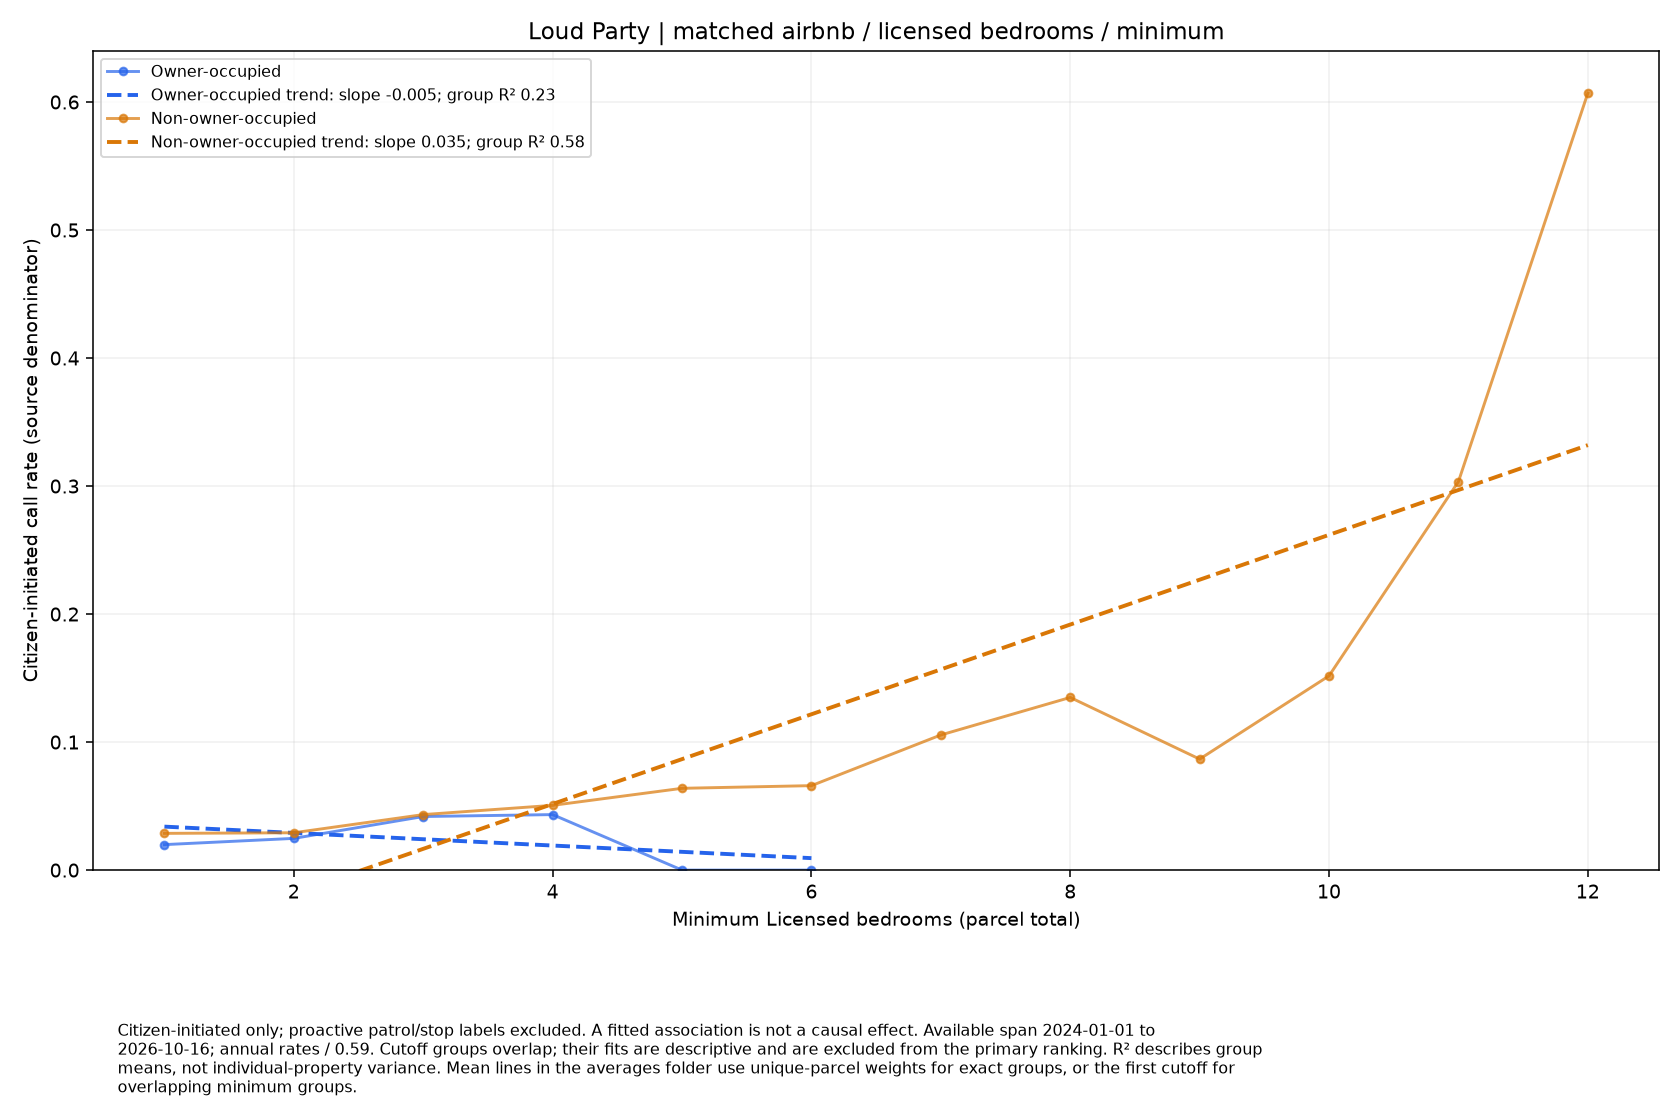 Loud Party | matched airbnb / licensed bedrooms / minimum
Owner-occupied
Owner-occupied trend: slope -0.005; group R² 0.23
Non-owner-occupied
Non-owner-occupied trend: slope 0.035; group R² 0.58
Citizen-initiated call rate (source denominator)
0.6
0.5
0.4
0.3
0.2
0.1
0.0
2 4 6 8 10 12
Minimum Licensed bedrooms (parcel total)
Citizen-initiated only; proactive patrol/stop labels excluded. A fitted association is not a causal effect. Available span 2024-01-01 to
2026-10-16; annual rates / 0.59. Cutoff groups overlap; their fits are descriptive and are excluded from the primary ranking. R² describes group
means, not individual-property variance. Mean lines in the averages folder use unique-parcel weights for exact groups, or the first cutoff for
overlapping minimum groups.